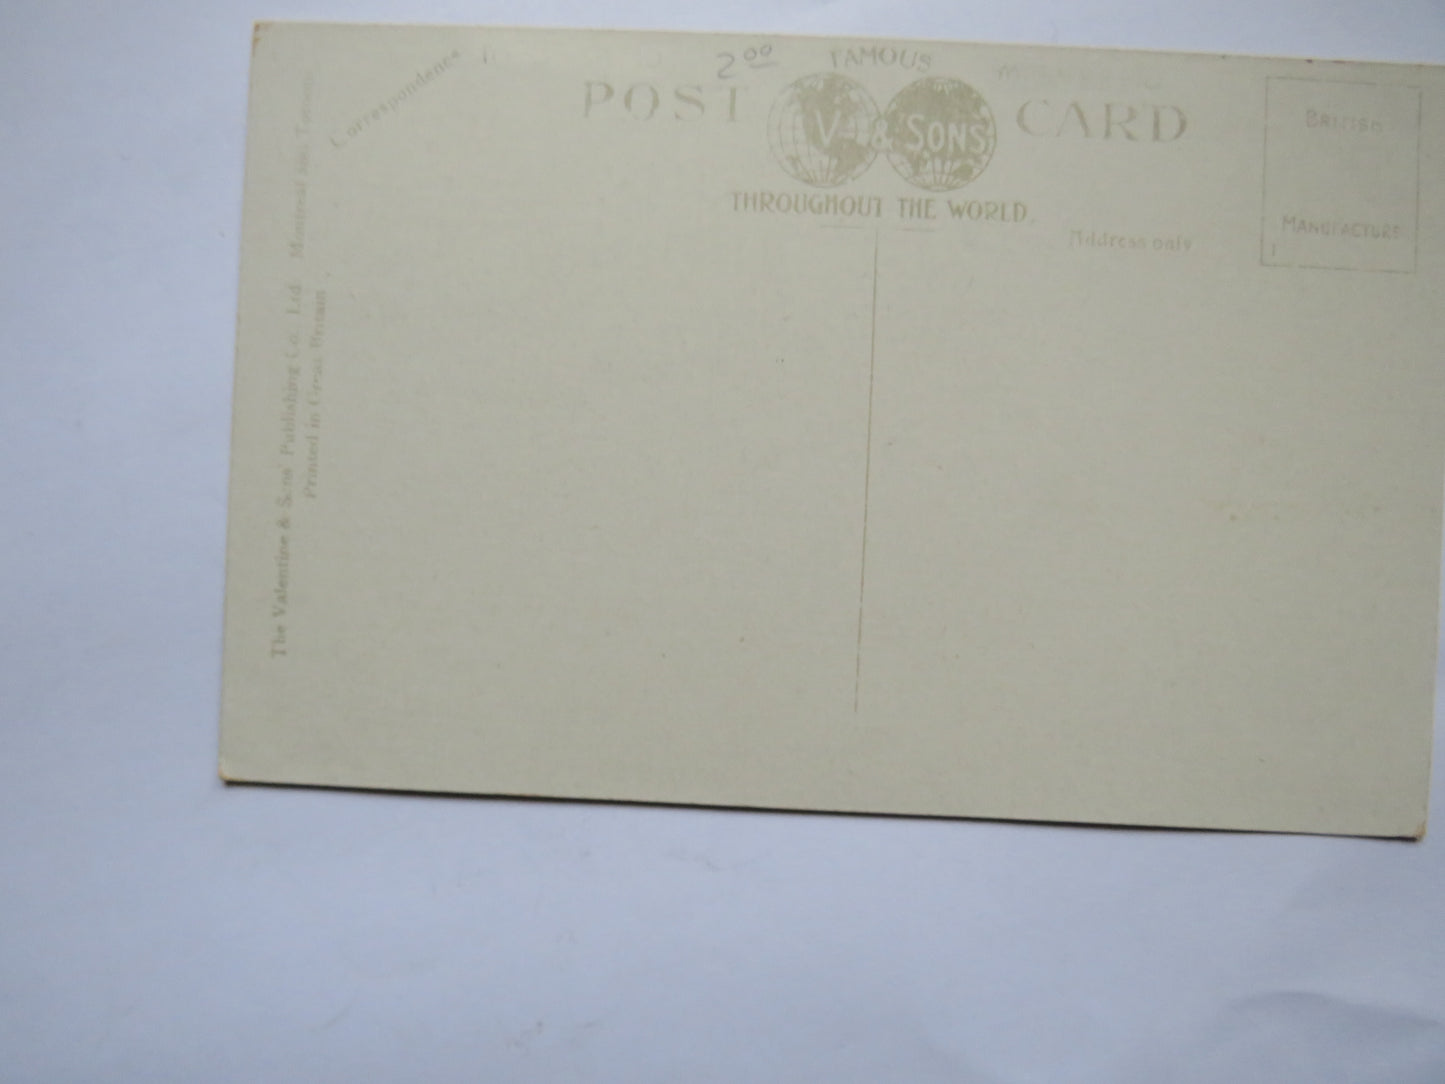 Correspondence
2 00
FAMOUS
POST CARD
V & SONS
THROUGHOUT THE WORLD.
Address only
BRITISH
MANUFACTURE
The Valentine & Sons' Publishing Co. Ltd. Montreal and Toronto
Printed in Great Britain